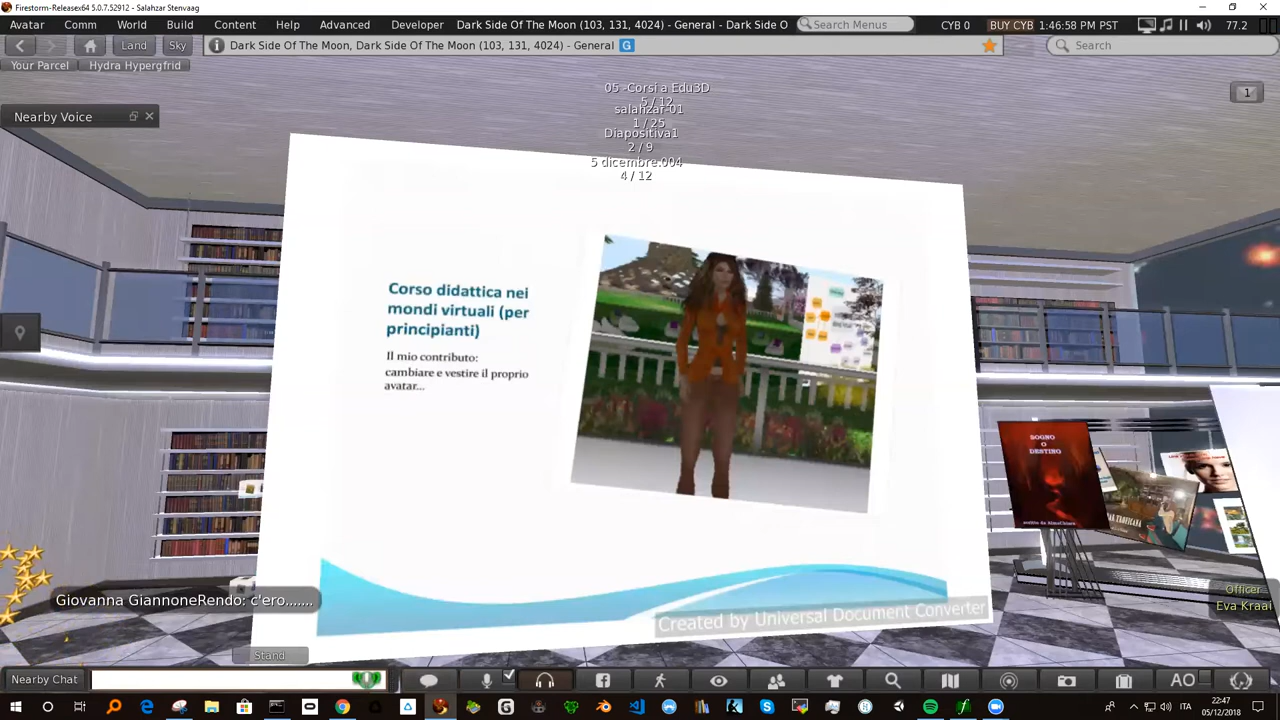 Firestorm-Releasex64 5.0.7.52912 - Salahzar Stenvaag
Avatar Comm World Build Content Help Advanced Developer Dark Side Of The Moon (103, 131, 4024) - General - Dark Side O Search Menus CYB 0 BUY CYB 1:46:58 PM PST 77.2
Land Sky Dark Side Of The Moon, Dark Side Of The Moon (103, 131, 4024) - General G Search
Your Parcel Hydra Hypergfrid
05 -Corsi a Edu3D
5 / 12
1
salahzar-01
1 / 25
Nearby Voice
Diapositiva1
2 / 9
5 dicembre.004
4 / 12
Corso didattica nei
mondi virtuali (per
principianti)
Il mio contributo:
cambiare e vestire il proprio
avatar...
SOGNO
O
DESTINO
Giovanna GiannoneRendo: c'ero.......
Created by Universal Document Converter
Officer
Eva Kraai
Stand
Nearby Chat
AO
22:47
ITA
05/12/2018